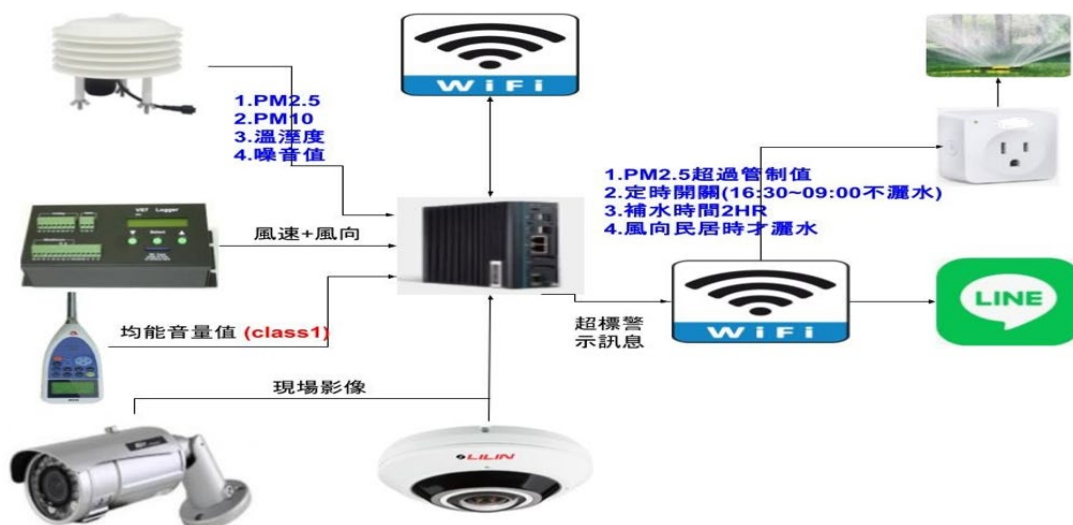 WiFi
1.PM2.5
2.PM10
3.溫溼度
4.噪音值
1.PM2.5超過管制值
2.定時開關(16:30~09:00不灑水)
3.補水時間2HR
4.風向民居時才灑水
Logger
Select
風速+風向
LINE
WiFi
超標警
示訊息
均能音量值 (class1)
現場影像
LILIN